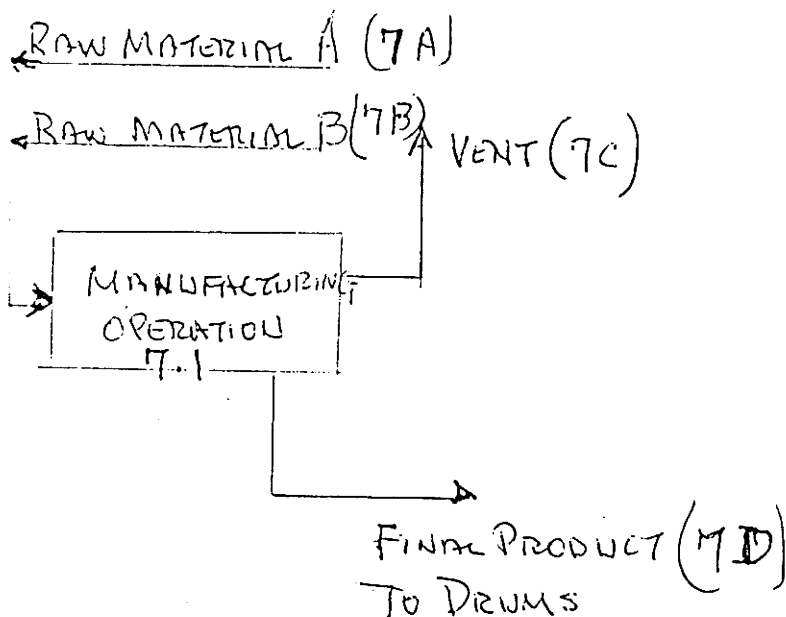 RAW MATERIAL A (7A)
RAW MATERIAL B (7B)
VENT (7C)
MANUFACTURING
OPERATION
7.1
FINAL PRODUCT (7D)
TO DRUMS